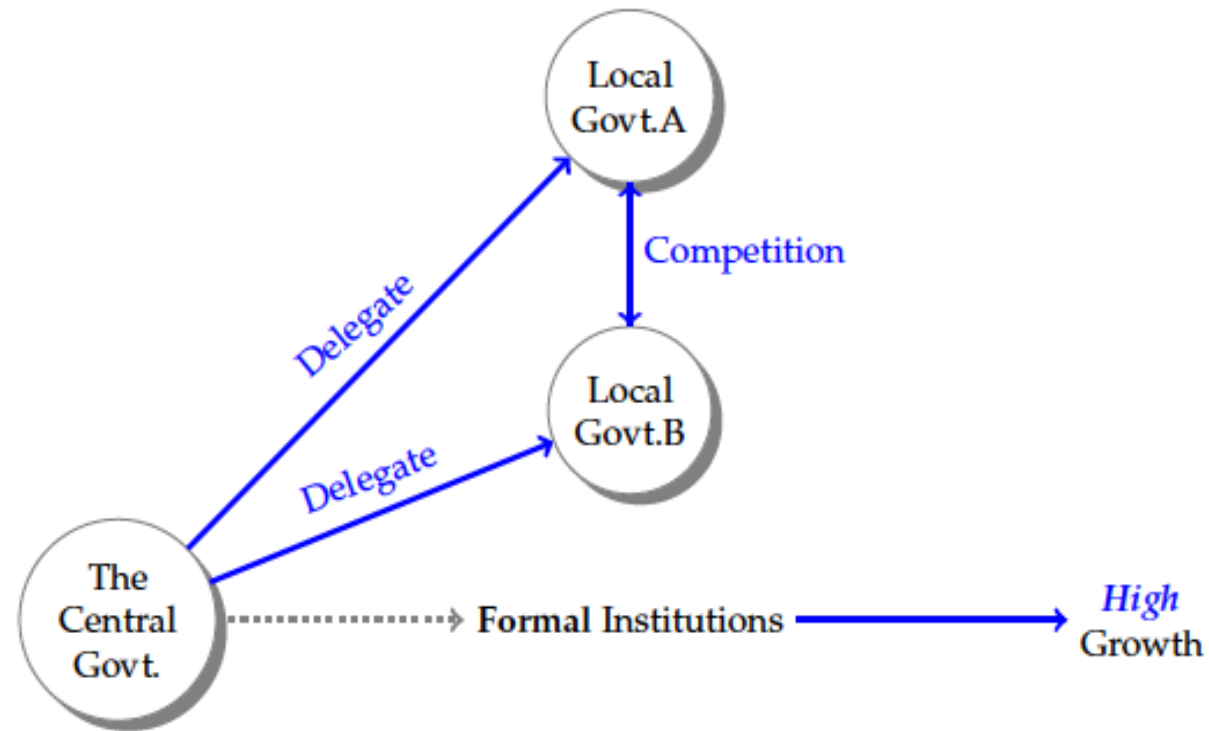 Local
Govt.A
Competition
Delegate
Local
Govt.B
Delegate
The
Central
Govt.
Formal Institutions
High
Growth